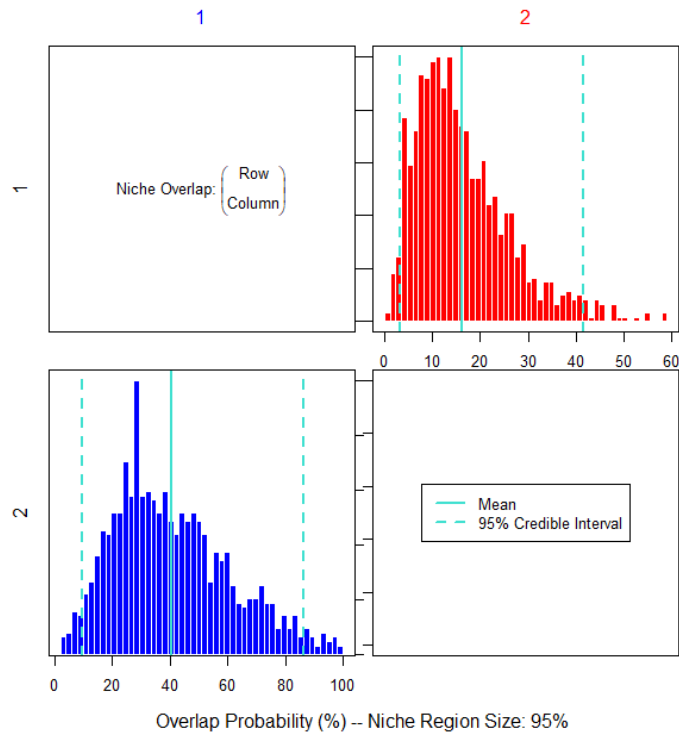 1
2
1
Niche Overlap: (Row
Column)
0 10 20 30 40 50 60
2
Mean
95% Credible Interval
0 20 40 60 80 100
Overlap Probability (%) -- Niche Region Size: 95%